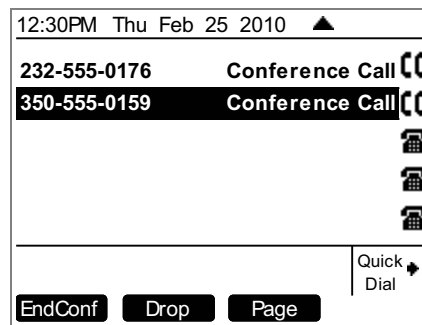 12:30PM Thu Feb 25 2010
232-555-0176 Conference Call
350-555-0159 Conference Call
Quick
Dial
EndConf Drop Page